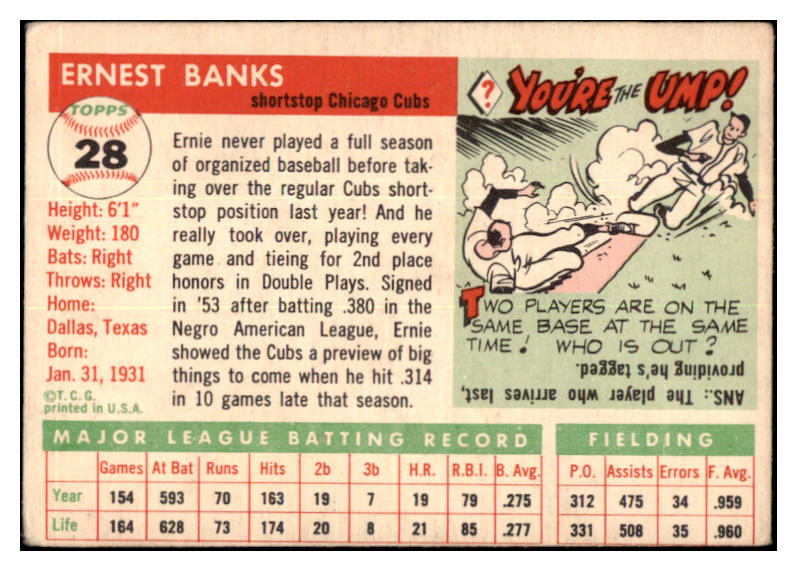 ERNEST BANKS
shortstop Chicago Cubs
TOPPS
28
Height: 6'1"
Weight: 180
Bats: Right
Throws: Right
Home:
Dallas, Texas
Born:
Jan. 31, 1931
©T.C.G.
printed in U.S.A.
Ernie never played a full season
of organized baseball before tak-
ing over the regular Cubs short-
stop position last year! And he
really took over, playing every
game and tieing for 2nd place
honors in Double Plays. Signed
in '53 after batting .380 in the
Negro American League, Ernie
showed the Cubs a preview of big
things to come when he hit .314
in 10 games late that season.
?
YOU'RE THE UMP!
TWO PLAYERS ARE ON THE
SAME BASE AT THE SAME
TIME! WHO IS OUT?
ANS.: The player who arrives last,
providing he's tagged.
MAJOR LEAGUE BATTING RECORD
Games At Bat Runs Hits 2b 3b H.R. R.B.I. B. Avg.
Year 154 593 70 163 19 7 19 79 .275
Life 164 628 73 174 20 8 21 85 .277
FIELDING
P.O. Assists Errors F. Avg.
312 475 34 .959
331 508 35 .960